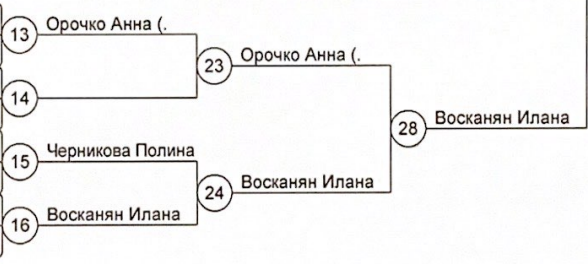 13 Орочко Анна (.
23 Орочко Анна (.
14
28 Восканян Илана
15 Черникова Полина
24 Восканян Илана
16 Восканян Илана